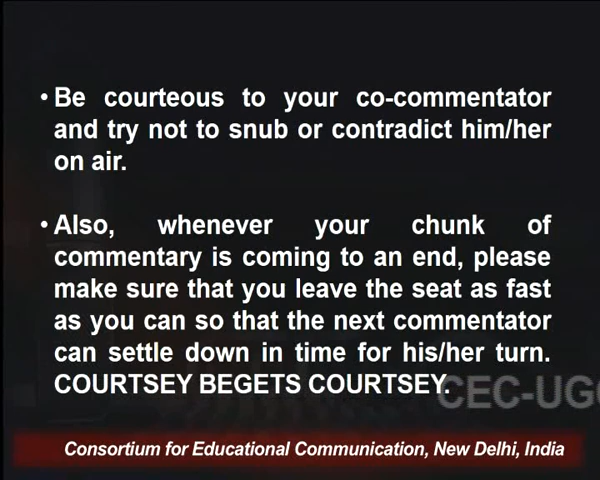 • Be courteous to your co-commentator
and try not to snub or contradict him/her
on air.
• Also, whenever your chunk of
commentary is coming to an end, please
make sure that you leave the seat as fast
as you can so that the next commentator
can settle down in time for his/her turn.
COURTSEY BEGETS COURTSEY.
CEC-UGC
Consortium for Educational Communication, New Delhi, India